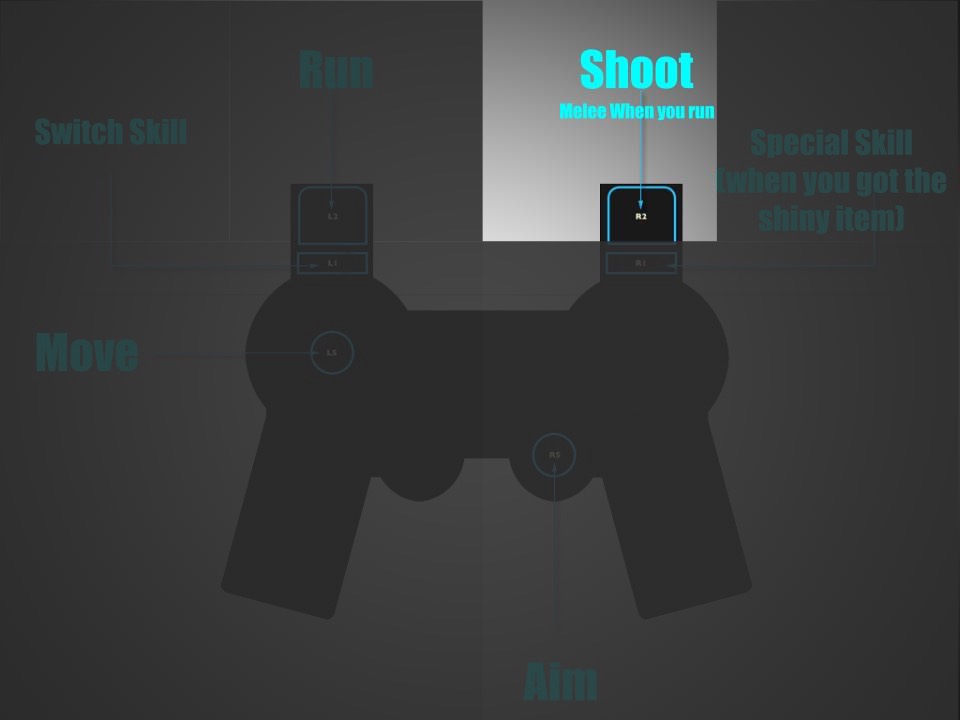 Run
Shoot
Melee When you run
Switch Skill
Special Skill
(when you got the
shiny item)
L2
R2
L1
R1
Move
LS
RS
Aim